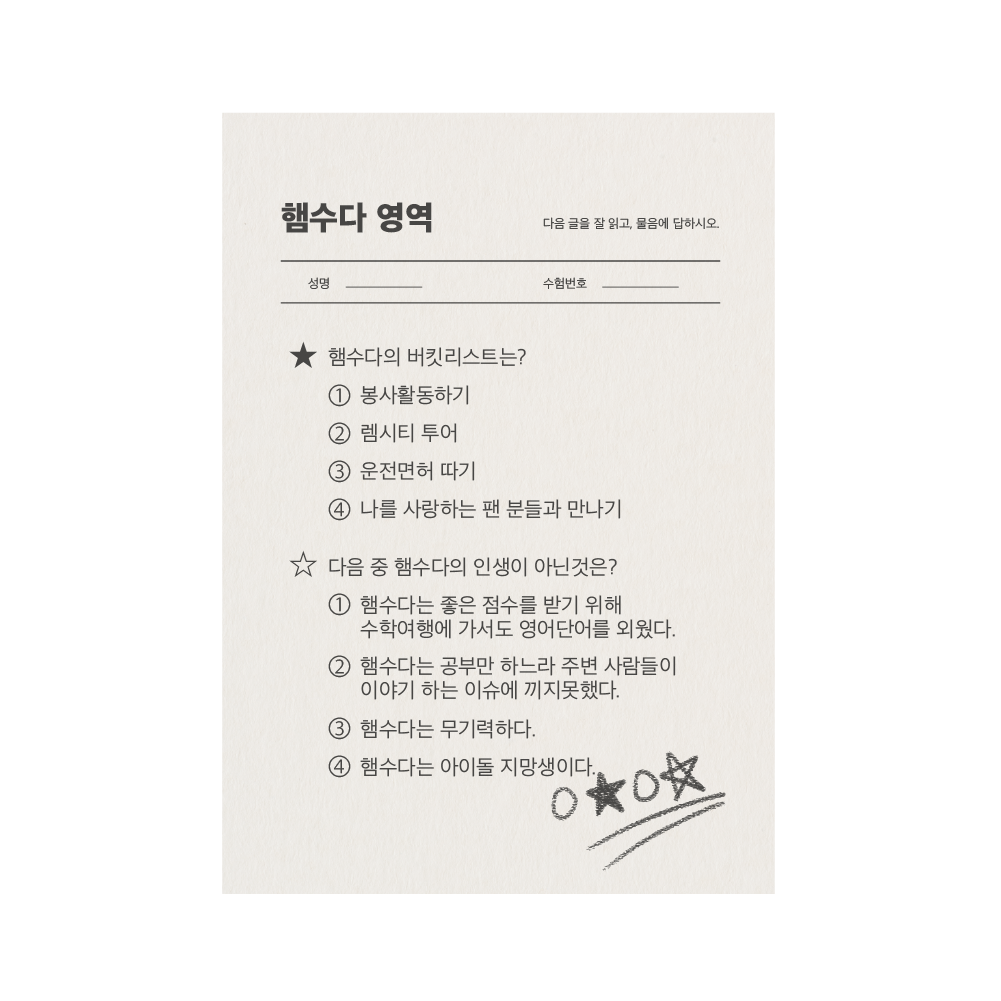 햄수다 영역
다음 글을 잘 읽고, 물음에 답하시오.
성명 수험번호
★ 햄수다의 버킷리스트는?
① 봉사활동하기
② 렘시티 투어
③ 운전면허 따기
④ 나를 사랑하는 팬 분들과 만나기
☆ 다음 중 햄수다의 인생이 아닌것은?
① 햄수다는 좋은 점수를 받기 위해
수학여행에 가서도 영어단어를 외웠다.
② 햄수다는 공부만 하느라 주변 사람들이
이야기 하는 이슈에 끼지못했다.
③ 햄수다는 무기력하다.
④ 햄수다는 아이돌 지망생이다.
○★○☆